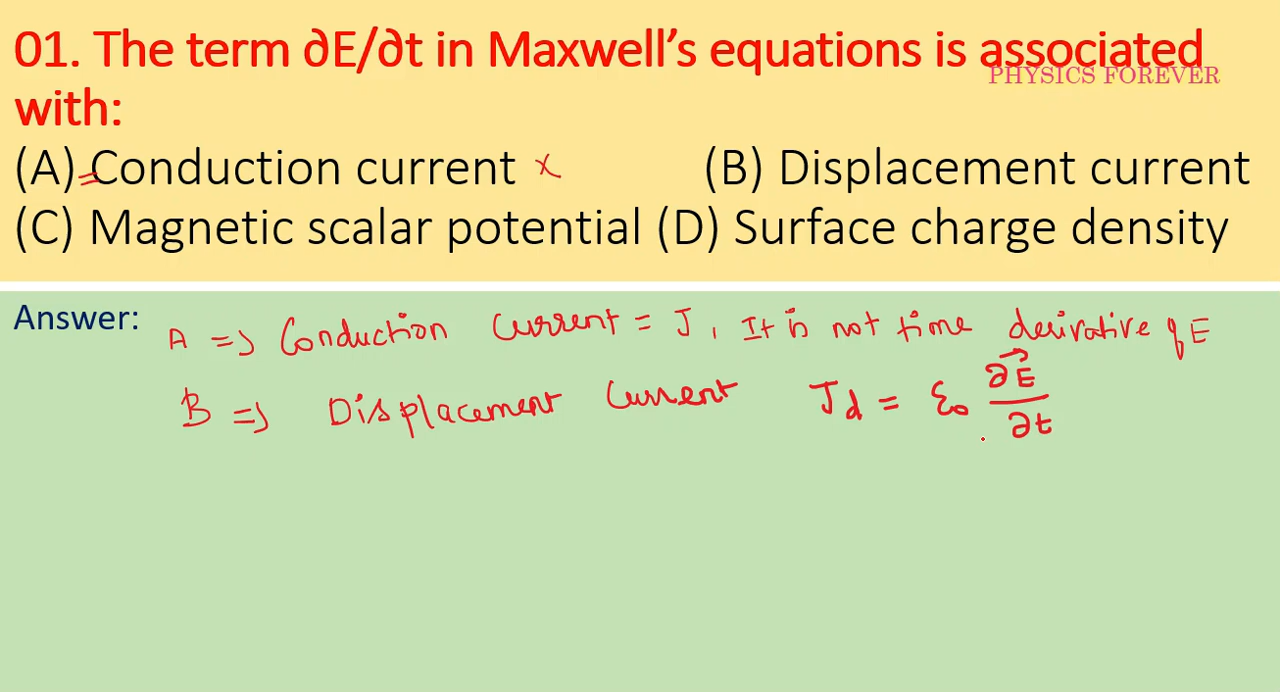 01. The term ∂E/∂t in Maxwell's equations is associated
PHYSICS FOREVER
with:
(A) Conduction current x (B) Displacement current
(C) Magnetic scalar potential (D) Surface charge density
Answer: A => Conduction current = J, It is not time derivative of E
B => Displacement current J_d = ε₀ ∂E⃗/∂t